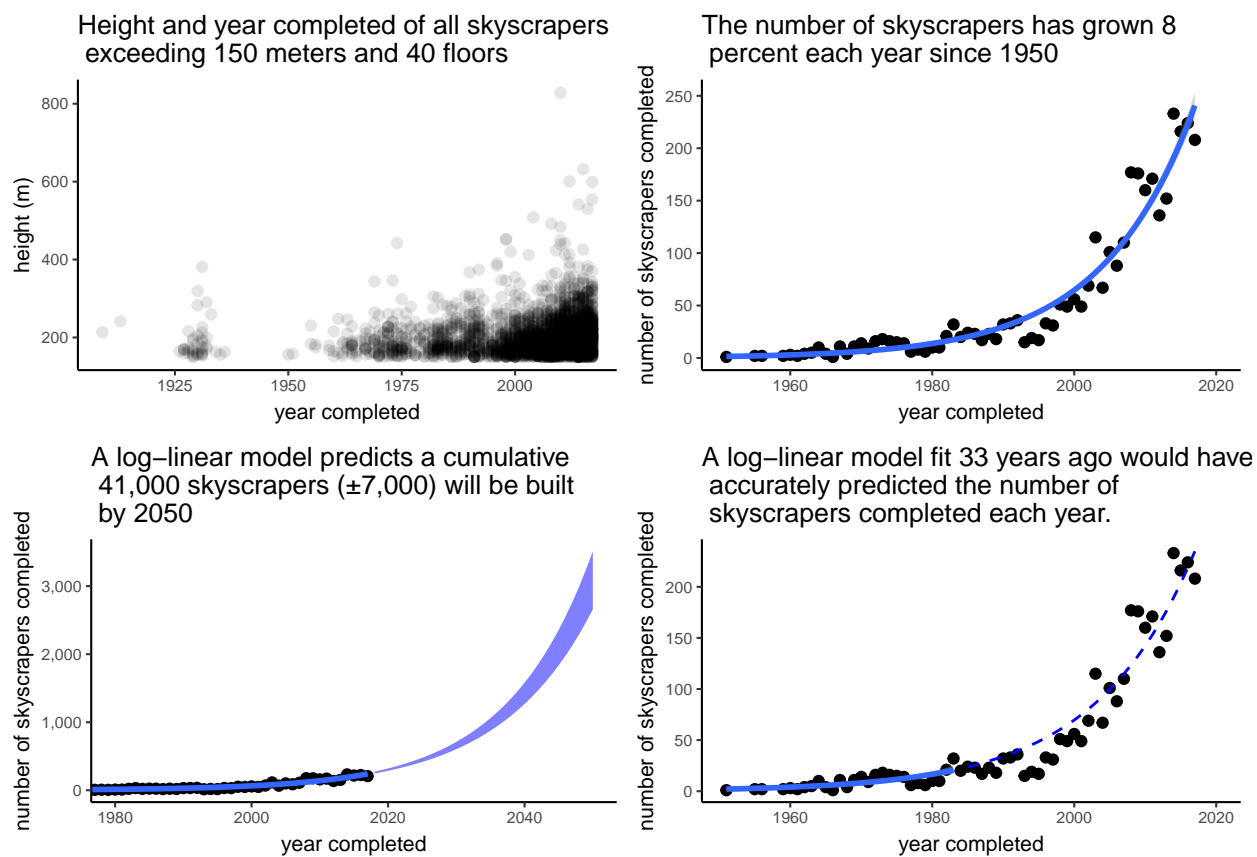 Height and year completed of all skyscrapers
exceeding 150 meters and 40 floors
height (m)
800
600
400
200
1925
1950
1975
2000
year completed
The number of skyscrapers has grown 8
percent each year since 1950
number of skyscrapers completed
250
200
150
100
50
0
1960
1980
2000
2020
year completed
A log−linear model predicts a cumulative
41,000 skyscrapers (±7,000) will be built
by 2050
number of skyscrapers completed
3,000
2,000
1,000
0
1980
2000
2020
2040
year completed
A log−linear model fit 33 years ago would have
accurately predicted the number of
skyscrapers completed each year.
number of skyscrapers completed
200
150
100
50
0
1960
1980
2000
2020
year completed